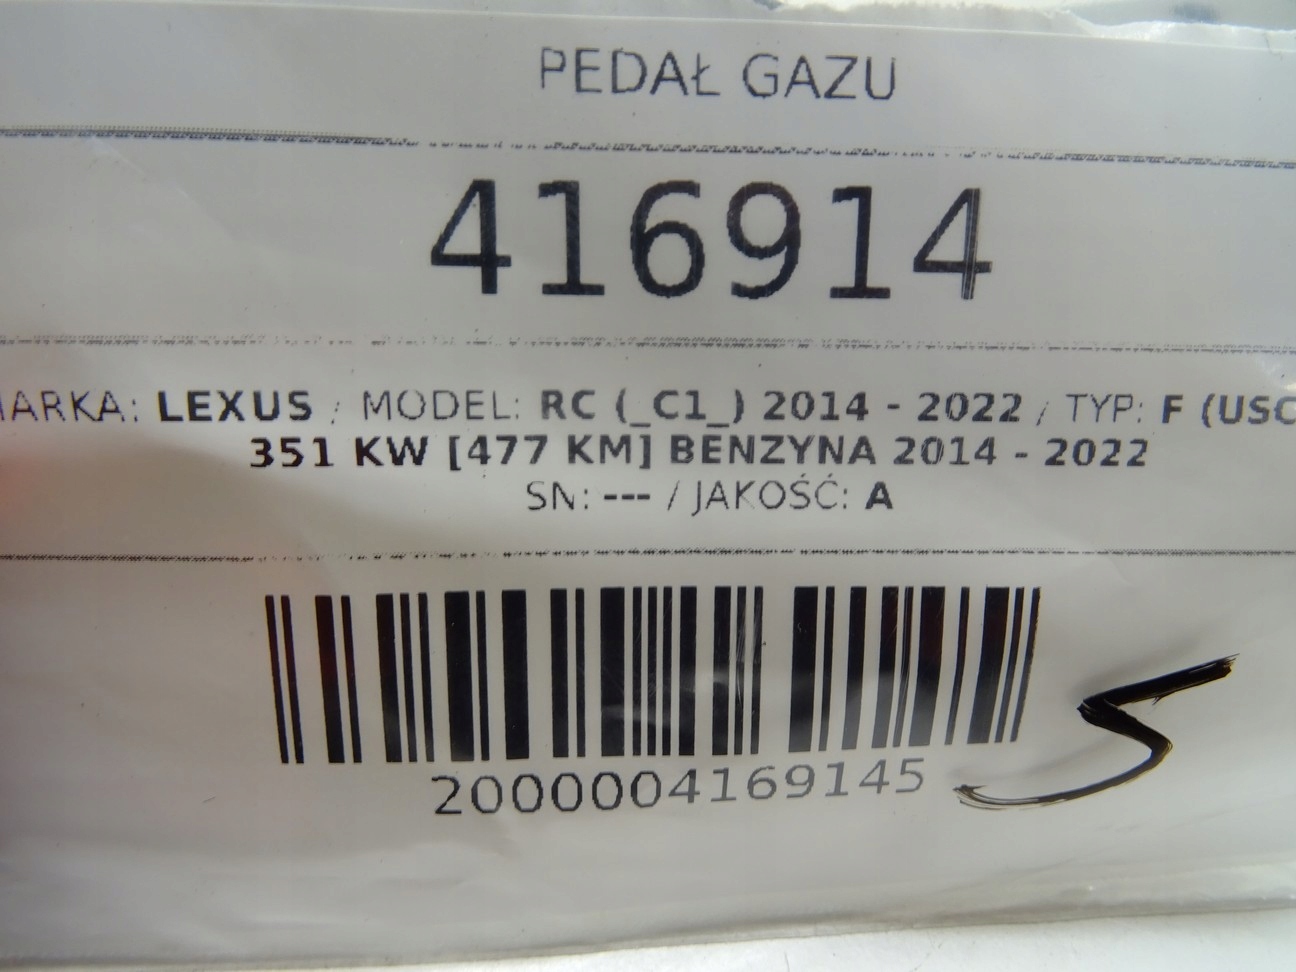 PEDAŁ GAZU
416914
MARKA: LEXUS / MODEL: RC (_C1_) 2014 - 2022 / TYP: F (USC
351 KW [477 KM] BENZYNA 2014 - 2022
SN: --- / JAKOŚĆ: A
2000004169145
5